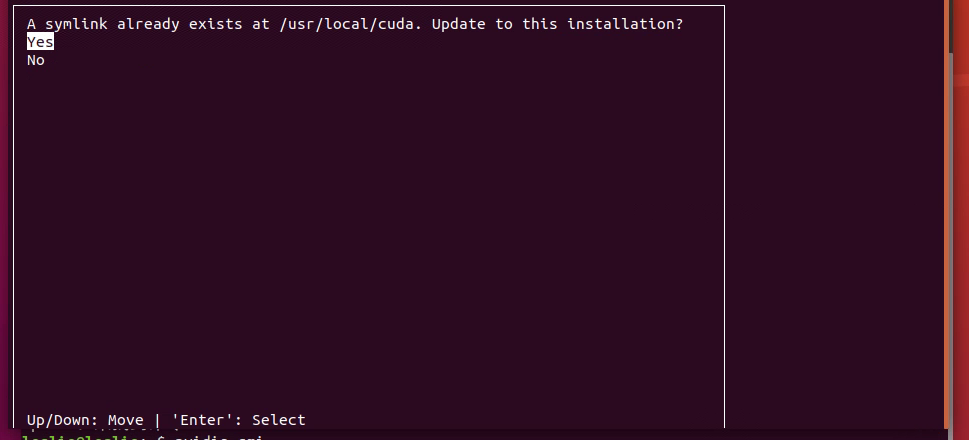 A symlink already exists at /usr/local/cuda. Update to this installation?
Yes
No
Up/Down: Move | 'Enter': Select